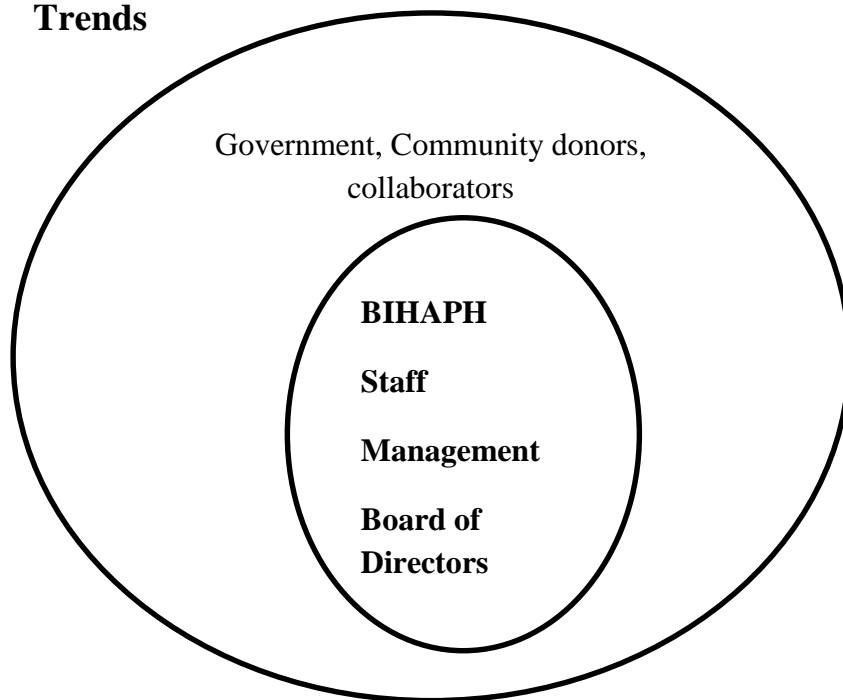 Trends
Government, Community donors,
collaborators
BIHAPH
Staff
Management
Board of
Directors